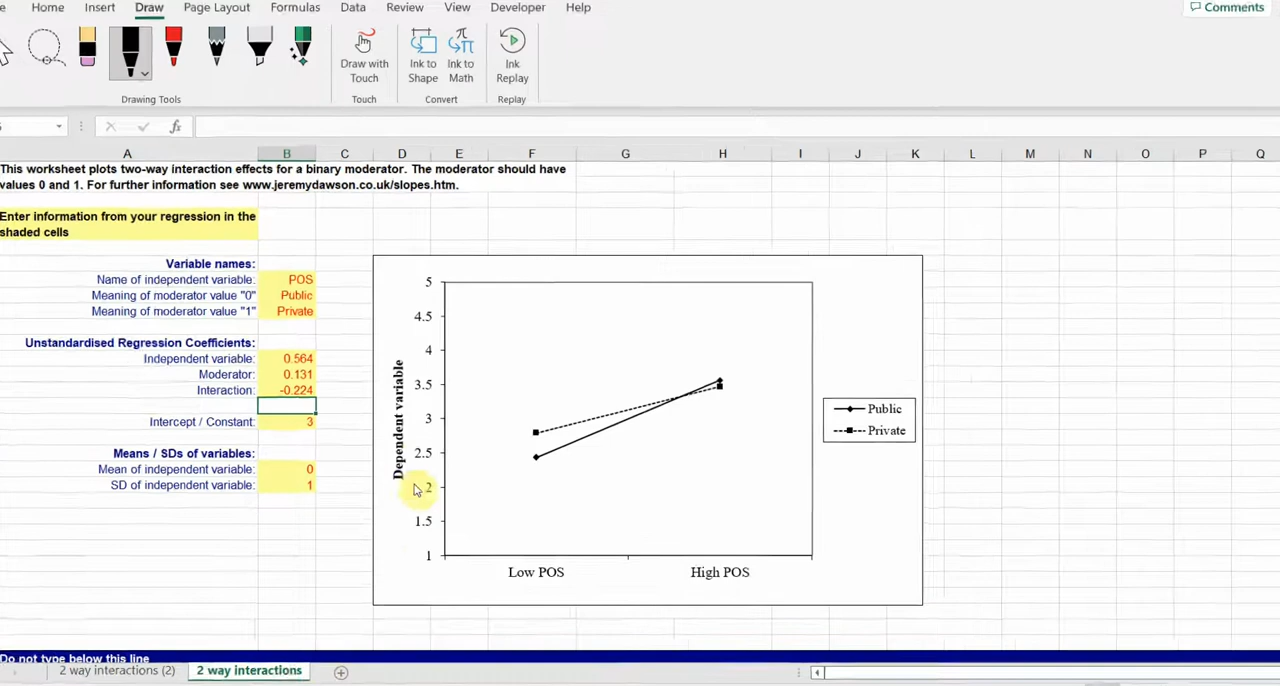 Home Insert Draw Page Layout Formulas Data Review View Developer Help Comments
Draw with Touch
Ink to Shape
Ink to Math
Ink Replay
Drawing Tools Touch Convert Replay
fx
A B C D E F G H I J K L M N O P Q
This worksheet plots two-way interaction effects for a binary moderator. The moderator should have
values 0 and 1. For further information see www.jeremydawson.co.uk/slopes.htm.
Enter information from your regression in the
shaded cells
Variable names:
Name of independent variable: POS
Meaning of moderator value "0" Public
Meaning of moderator value "1" Private
Unstandardised Regression Coefficients:
Independent variable: 0.564
Moderator: 0.131
Interaction: -0.224
Intercept / Constant: 3
Means / SDs of variables:
Mean of independent variable: 0
SD of independent variable: 1
Dependent variable
5
4.5
4
3.5
3
2.5
2
1.5
1
Low POS High POS
Public
Private
Do not type below this line
2 way interactions (2) 2 way interactions